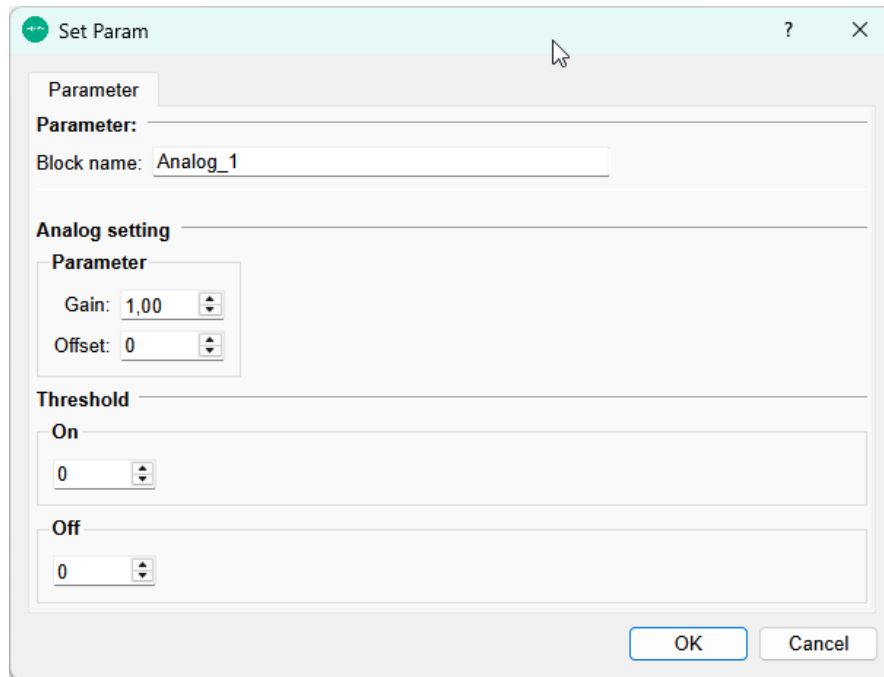 Set Param ?
Parameter
Parameter:
Block name: Analog_1
Analog setting
Parameter
Gain: 1,00
Offset: 0
Threshold
On
0
Off
0
OK Cancel